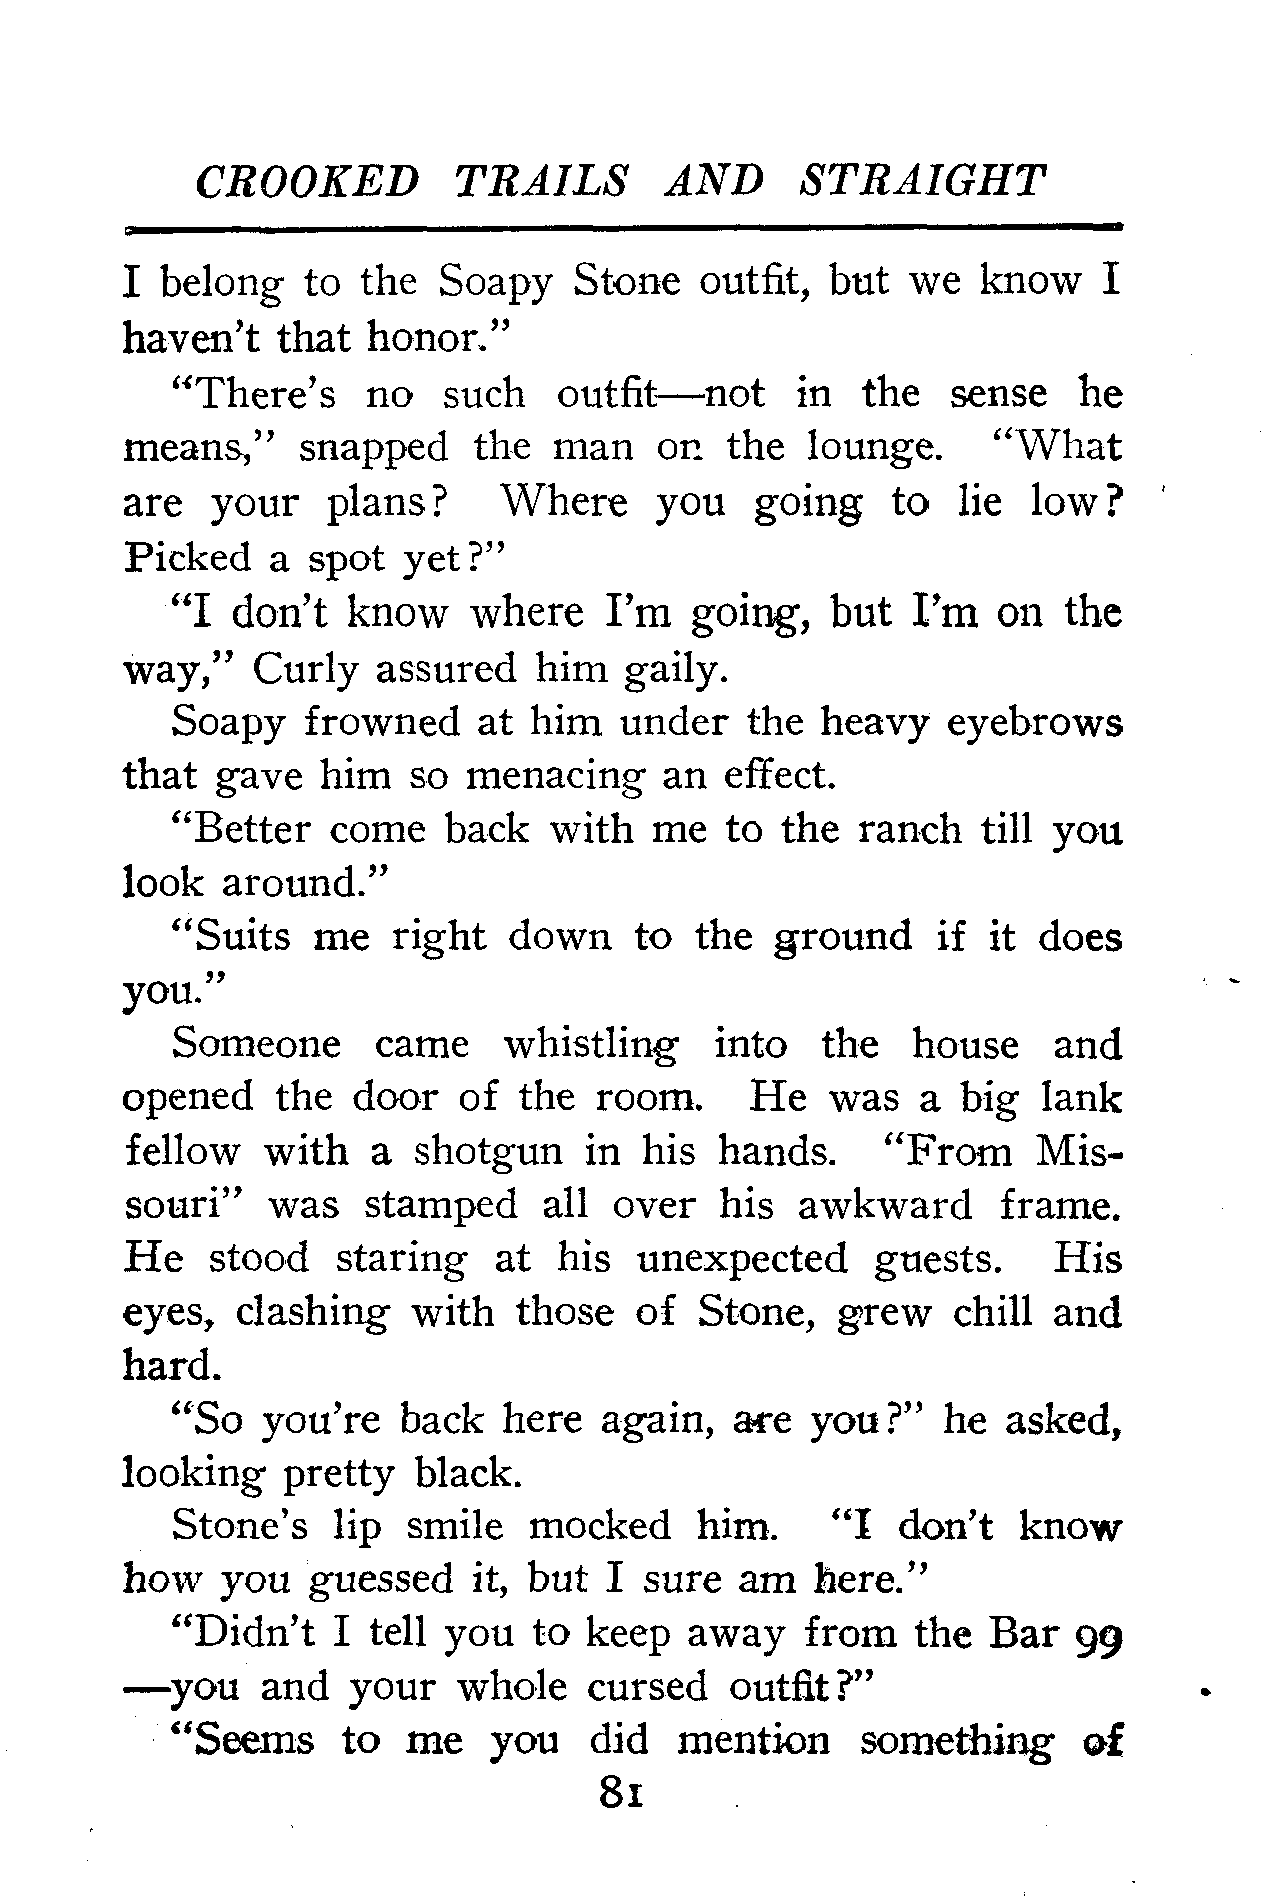 CROOKED TRAILS AND STRAIGHT
I belong to the Soapy Stone outfit, but we know I
haven't that honor."
"There's no such outfit—not in the sense he
means," snapped the man on the lounge. "What
are your plans? Where you going to lie low?
Picked a spot yet?"
"I don't know where I'm going, but I'm on the
way," Curly assured him gaily.
Soapy frowned at him under the heavy eyebrows
that gave him so menacing an effect.
"Better come back with me to the ranch till you
look around."
"Suits me right down to the ground if it does
you."
Someone came whistling into the house and
opened the door of the room. He was a big lank
fellow with a shotgun in his hands. "From Mis-
souri" was stamped all over his awkward frame.
He stood staring at his unexpected guests. His
eyes, clashing with those of Stone, grew chill and
hard.
"So you're back here again, are you?" he asked,
looking pretty black.
Stone's lip smile mocked him. "I don't know
how you guessed it, but I sure am here."
"Didn't I tell you to keep away from the Bar 99
—you and your whole cursed outfit?"
"Seems to me you did mention something of
81